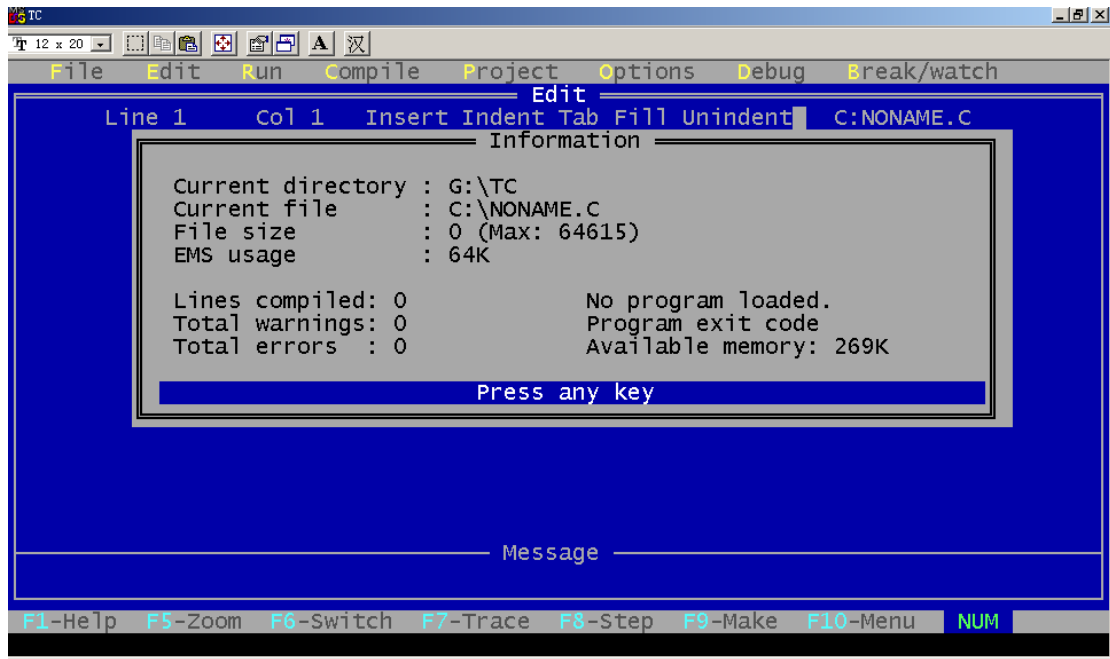 TC
12 x 20 A 汉
File Edit Run Compile Project Options Debug Break/watch
Edit
Line 1 Col 1 Insert Indent Tab Fill Unindent C:NONAME.C
Information
Current directory : G:\TC
Current file : C:\NONAME.C
File size : 0 (Max: 64615)
EMS usage : 64K
Lines compiled: 0 No program loaded.
Total warnings: 0 Program exit code
Total errors : 0 Available memory: 269K
Press any key
Message
F1-Help F5-Zoom F6-Switch F7-Trace F8-Step F9-Make F10-Menu NUM